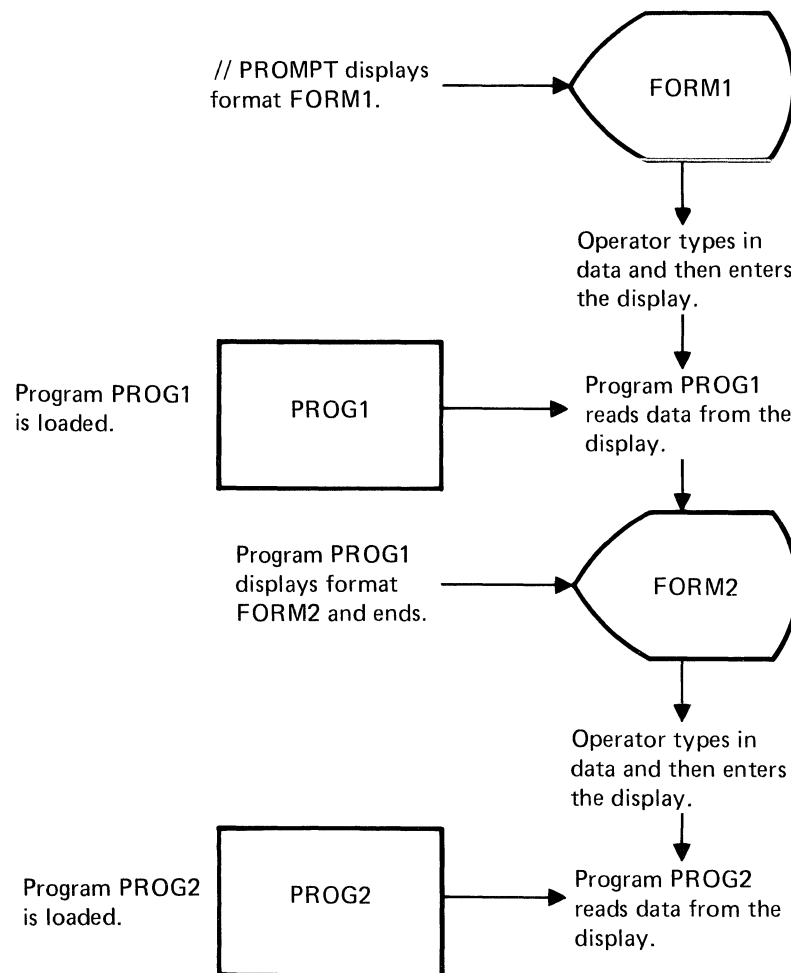 // PROMPT displays
format FORM1.
FORM1
Operator types in
data and then enters
the display.
Program PROG1
is loaded.
PROG1
Program PROG1
reads data from the
display.
Program PROG1
displays format
FORM2 and ends.
FORM2
Operator types in
data and then enters
the display.
Program PROG2
is loaded.
PROG2
Program PROG2
reads data from the
display.